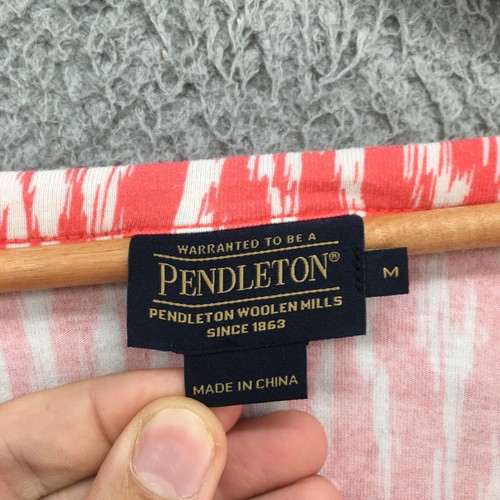 WARRANTED TO BE A
PENDLETON®
PENDLETON WOOLEN MILLS
SINCE 1863
M
MADE IN CHINA